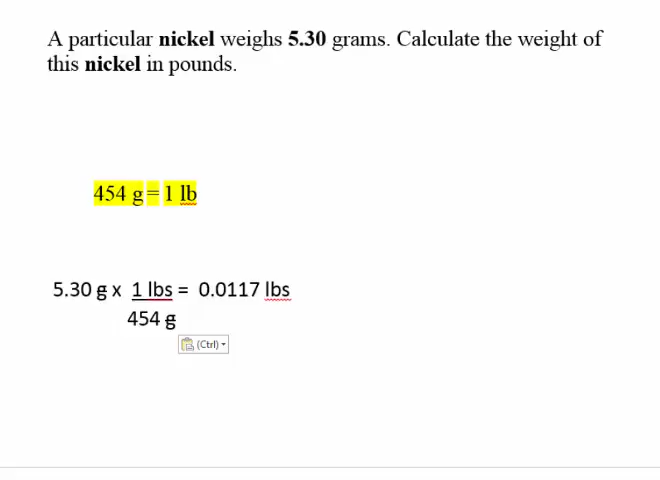 A particular nickel weighs 5.30 grams. Calculate the weight of
this nickel in pounds.
454 g = 1 lb
5.30 g x 1 lbs = 0.0117 lbs
454 g
(Ctrl)